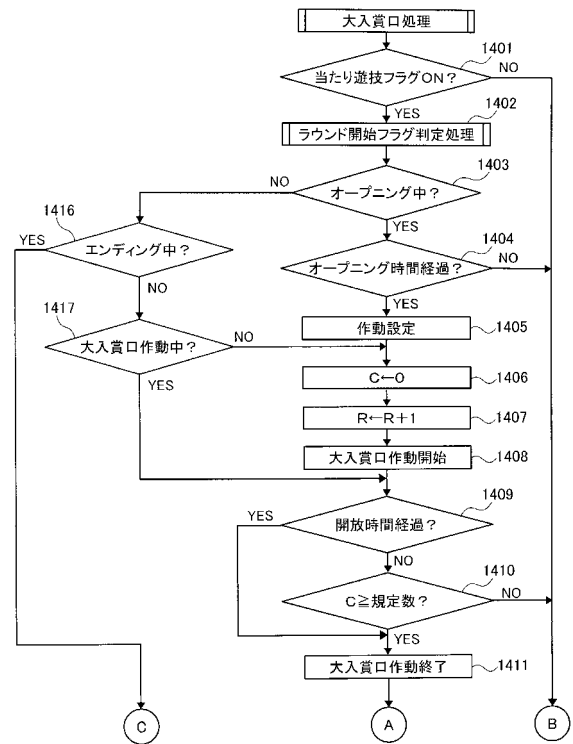 大入賞口処理
1401
当たり遊技フラグON？
NO
YES
1402
ラウンド開始フラグ判定処理
1403
NO
オープニング中？
1416
YES
YES
エンディング中？
1404
オープニング時間経過？
NO
NO
YES
1417
作動設定
1405
大入賞口作動中？
NO
C←0
1406
YES
R←R＋1
1407
大入賞口作動開始
1408
1409
YES
開放時間経過？
NO
1410
C≧規定数？
NO
YES
大入賞口作動終了
1411
C
A
B